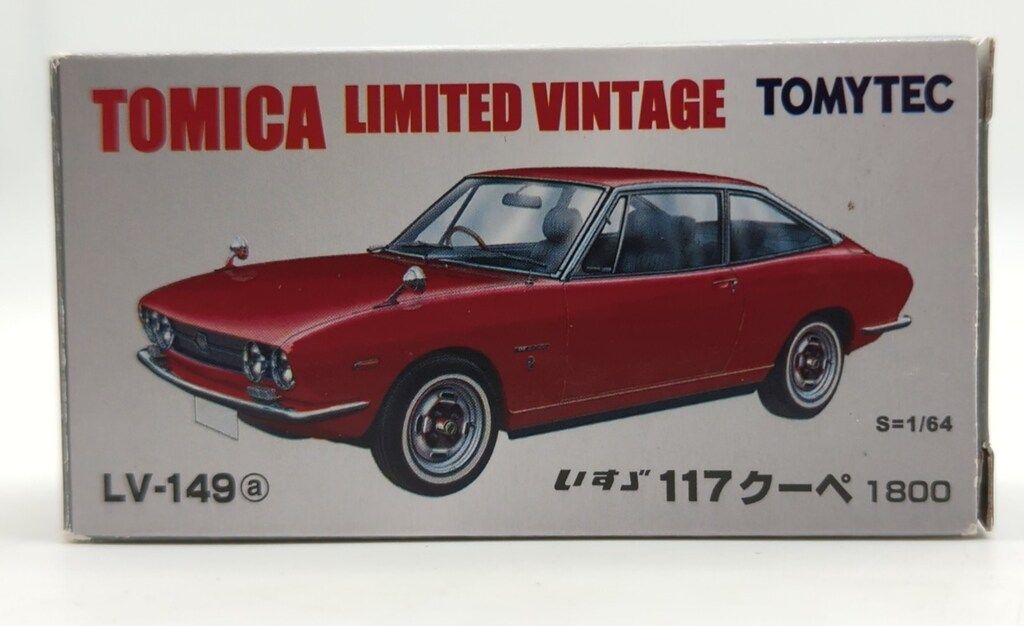 TOMICA LIMITED VINTAGE TOMYTEC
S=1/64
LV-149ⓐ いすゞ 117クーペ 1800